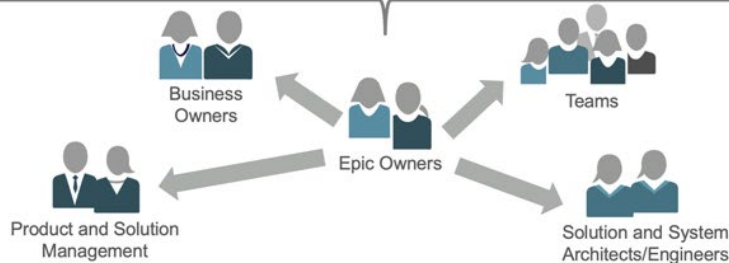 Business
Owners
Teams
Epic Owners
Product and Solution
Management
Solution and System
Architects/Engineers